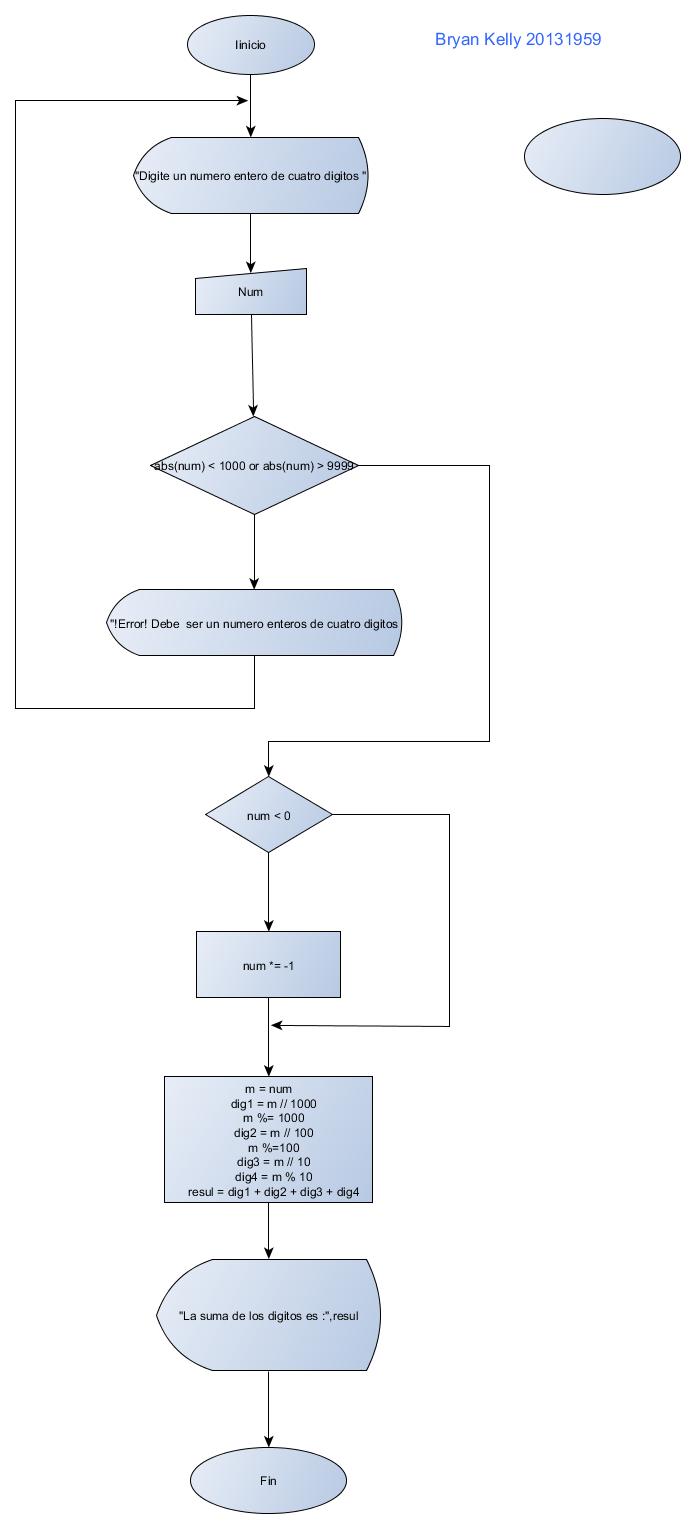 Iinicio
Bryan Kelly 20131959
"Digite un numero entero de cuatro digitos "
Num
abs(num) < 1000 or abs(num) > 9999
"!Error! Debe  ser un numero enteros de cuatro digitos
num < 0
num *= -1
m = num
dig1 = m // 1000
m %= 1000
dig2 = m // 100
m %=100
dig3 = m // 10
dig4 = m % 10
resul = dig1 + dig2 + dig3 + dig4
"La suma de los digitos es :",resul
Fin